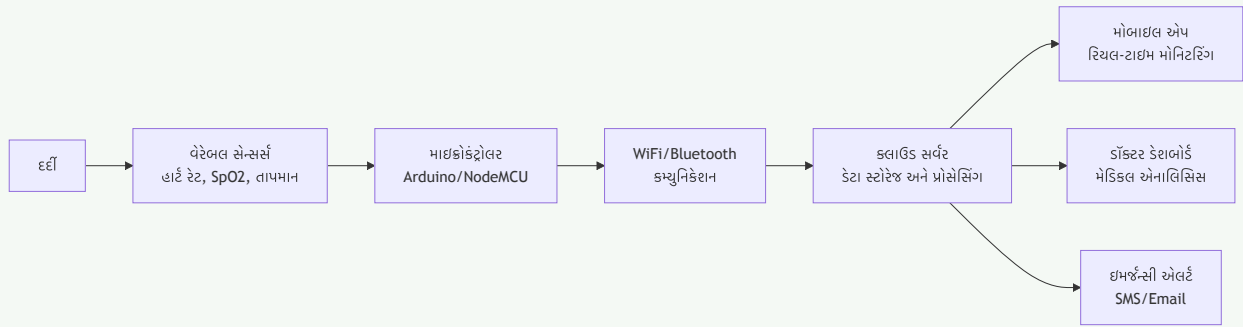 દર્દી
વેરેબલ સેન્સર્સ
હાર્ટ રેટ, SpO2, તાપમાન
માઇક્રોકંટ્રોલર
Arduino/NodeMCU
WiFi/Bluetooth
કમ્યુનિકેશન
ક્લાઉડ સર્વર
ડેટા સ્ટોરેજ અને પ્રોસેસિંગ
મોબાઇલ એપ
રિયલ-ટાઇમ મોનિટરિંગ
ડૉક્ટર ડેશબોર્ડ
મેડિકલ એનાલિસિસ
ઇમર્જન્સી એલર્ટ
SMS/Email